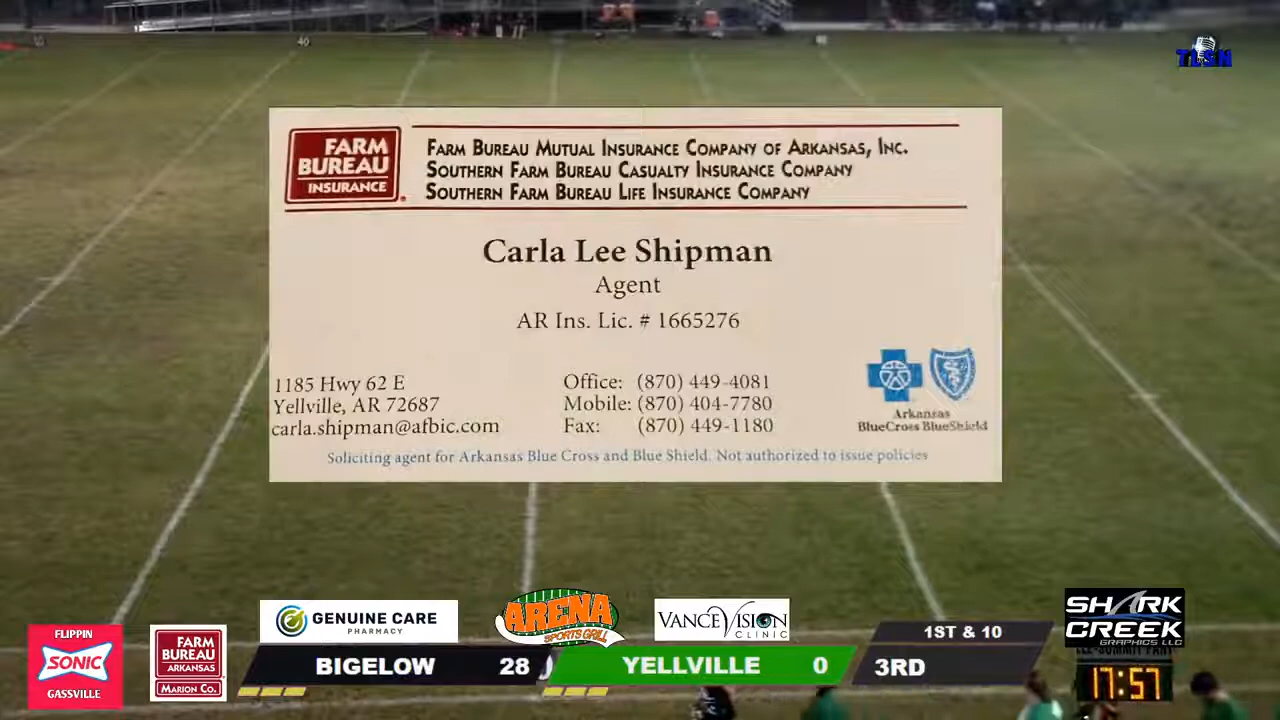 40
TLSN
FARM
BUREAU
INSURANCE
FARM BUREAU MUTUAL INSURANCE COMPANY OF ARKANSAS, INC.
SOUTHERN FARM BUREAU CASUALTY INSURANCE COMPANY
SOUTHERN FARM BUREAU LIFE INSURANCE COMPANY
Carla Lee Shipman
Agent
AR Ins. Lic. # 1665276
1185 Hwy 62 E
Yellville, AR 72687
carla.shipman@afbic.com
Office: (870) 449-4081
Mobile: (870) 404-7780
Fax: (870) 449-1180
Arkansas
BlueCross BlueShield
Soliciting agent for Arkansas Blue Cross and Blue Shield. Not authorized to issue policies
FLIPPIN
SONIC
GASSVILLE
FARM
BUREAU
ARKANSAS
MARION CO.
GENUINE CARE
PHARMACY
ARENA
SPORTS GRILL
VANCE VISION
CLINIC
SHARK
CREEK
GRAPHICS LLC
BIGELOW 28
YELLVILLE 0
1ST & 10
3RD
17:57